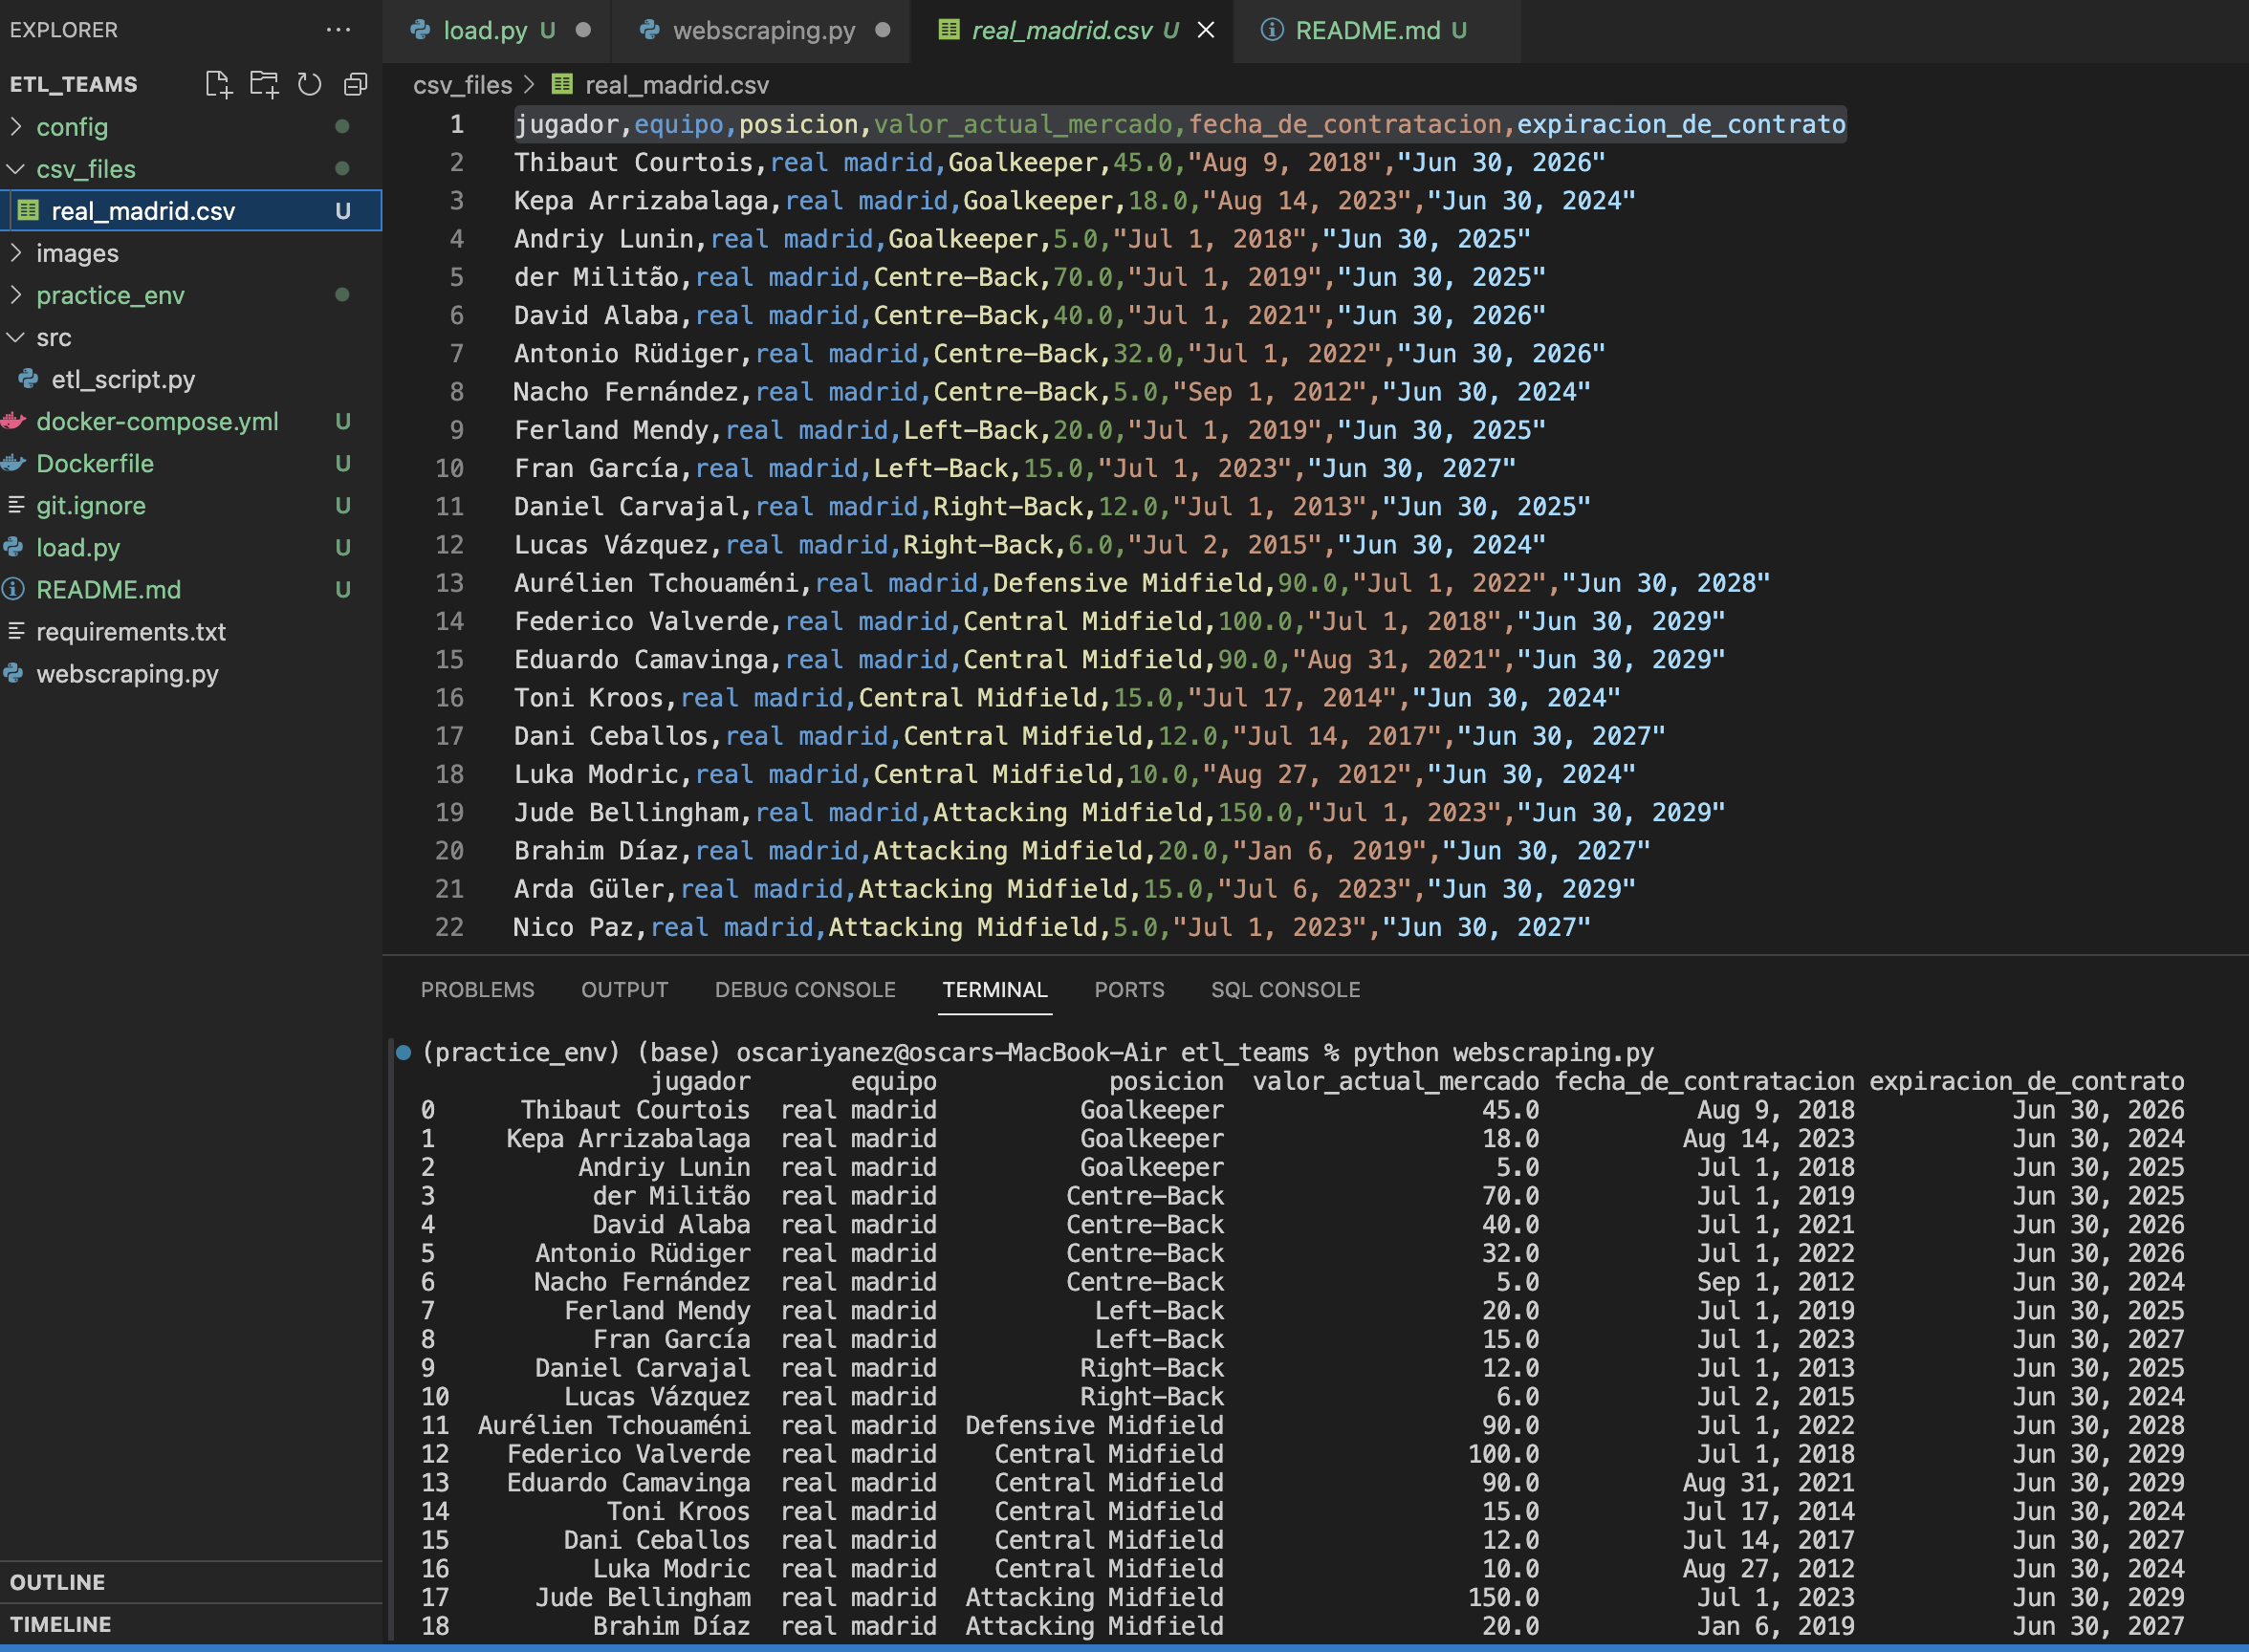 EXPLORER ...
ETL_TEAMS
config
csv_files
real_madrid.csv U
images
practice_env
src
etl_script.py
docker-compose.yml U
Dockerfile U
git.ignore U
load.py U
README.md U
requirements.txt
webscraping.py
OUTLINE
TIMELINE
load.py U webscraping.py real_madrid.csv U README.md U
csv_files > real_madrid.csv
1 jugador,equipo,posicion,valor_actual_mercado,fecha_de_contratacion,expiracion_de_contrato
2 Thibaut Courtois,real madrid,Goalkeeper,45.0,"Aug 9, 2018","Jun 30, 2026"
3 Kepa Arrizabalaga,real madrid,Goalkeeper,18.0,"Aug 14, 2023","Jun 30, 2024"
4 Andriy Lunin,real madrid,Goalkeeper,5.0,"Jul 1, 2018","Jun 30, 2025"
5 der Militão,real madrid,Centre-Back,70.0,"Jul 1, 2019","Jun 30, 2025"
6 David Alaba,real madrid,Centre-Back,40.0,"Jul 1, 2021","Jun 30, 2026"
7 Antonio Rüdiger,real madrid,Centre-Back,32.0,"Jul 1, 2022","Jun 30, 2026"
8 Nacho Fernández,real madrid,Centre-Back,5.0,"Sep 1, 2012","Jun 30, 2024"
9 Ferland Mendy,real madrid,Left-Back,20.0,"Jul 1, 2019","Jun 30, 2025"
10 Fran García,real madrid,Left-Back,15.0,"Jul 1, 2023","Jun 30, 2027"
11 Daniel Carvajal,real madrid,Right-Back,12.0,"Jul 1, 2013","Jun 30, 2025"
12 Lucas Vázquez,real madrid,Right-Back,6.0,"Jul 2, 2015","Jun 30, 2024"
13 Aurélien Tchouaméni,real madrid,Defensive Midfield,90.0,"Jul 1, 2022","Jun 30, 2028"
14 Federico Valverde,real madrid,Central Midfield,100.0,"Jul 1, 2018","Jun 30, 2029"
15 Eduardo Camavinga,real madrid,Central Midfield,90.0,"Aug 31, 2021","Jun 30, 2029"
16 Toni Kroos,real madrid,Central Midfield,15.0,"Jul 17, 2014","Jun 30, 2024"
17 Dani Ceballos,real madrid,Central Midfield,12.0,"Jul 14, 2017","Jun 30, 2027"
18 Luka Modric,real madrid,Central Midfield,10.0,"Aug 27, 2012","Jun 30, 2024"
19 Jude Bellingham,real madrid,Attacking Midfield,150.0,"Jul 1, 2023","Jun 30, 2029"
20 Brahim Díaz,real madrid,Attacking Midfield,20.0,"Jan 6, 2019","Jun 30, 2027"
21 Arda Güler,real madrid,Attacking Midfield,15.0,"Jul 6, 2023","Jun 30, 2029"
22 Nico Paz,real madrid,Attacking Midfield,5.0,"Jul 1, 2023","Jun 30, 2027"
PROBLEMS OUTPUT DEBUG CONSOLE TERMINAL PORTS SQL CONSOLE
(practice_env) (base) oscariyanez@oscars-MacBook-Air etl_teams % python webscraping.py
jugador equipo posicion valor_actual_mercado fecha_de_contratacion expiracion_de_contrato
0 Thibaut Courtois real madrid Goalkeeper 45.0 Aug 9, 2018 Jun 30, 2026
1 Kepa Arrizabalaga real madrid Goalkeeper 18.0 Aug 14, 2023 Jun 30, 2024
2 Andriy Lunin real madrid Goalkeeper 5.0 Jul 1, 2018 Jun 30, 2025
3 der Militão real madrid Centre-Back 70.0 Jul 1, 2019 Jun 30, 2025
4 David Alaba real madrid Centre-Back 40.0 Jul 1, 2021 Jun 30, 2026
5 Antonio Rüdiger real madrid Centre-Back 32.0 Jul 1, 2022 Jun 30, 2026
6 Nacho Fernández real madrid Centre-Back 5.0 Sep 1, 2012 Jun 30, 2024
7 Ferland Mendy real madrid Left-Back 20.0 Jul 1, 2019 Jun 30, 2025
8 Fran García real madrid Left-Back 15.0 Jul 1, 2023 Jun 30, 2027
9 Daniel Carvajal real madrid Right-Back 12.0 Jul 1, 2013 Jun 30, 2025
10 Lucas Vázquez real madrid Right-Back 6.0 Jul 2, 2015 Jun 30, 2024
11 Aurélien Tchouaméni real madrid Defensive Midfield 90.0 Jul 1, 2022 Jun 30, 2028
12 Federico Valverde real madrid Central Midfield 100.0 Jul 1, 2018 Jun 30, 2029
13 Eduardo Camavinga real madrid Central Midfield 90.0 Aug 31, 2021 Jun 30, 2029
14 Toni Kroos real madrid Central Midfield 15.0 Jul 17, 2014 Jun 30, 2024
15 Dani Ceballos real madrid Central Midfield 12.0 Jul 14, 2017 Jun 30, 2027
16 Luka Modric real madrid Central Midfield 10.0 Aug 27, 2012 Jun 30, 2024
17 Jude Bellingham real madrid Attacking Midfield 150.0 Jul 1, 2023 Jun 30, 2029
18 Brahim Díaz real madrid Attacking Midfield 20.0 Jan 6, 2019 Jun 30, 2027